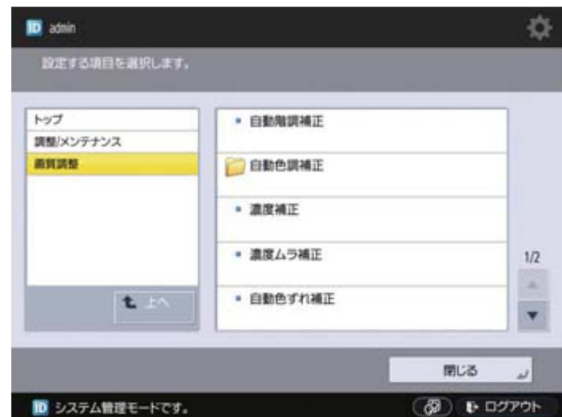 ID admin
設定する項目を選択します。
トップ
調整/メンテナンス
画質調整
上へ
自動階調補正
自動色調補正
濃度補正
濃度ムラ補正
自動色ずれ補正
1/2
閉じる
ID システム管理モードです。
ログアウト